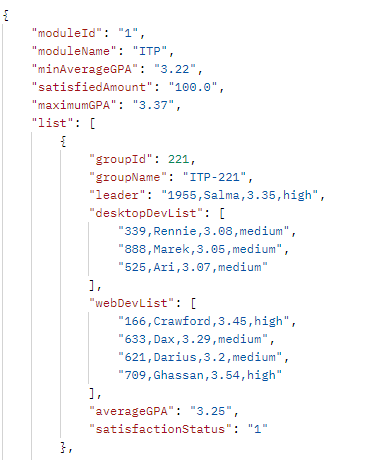 {
"moduleId": "1",
"moduleName": "ITP",
"minAverageGPA": "3.22",
"satisfiedAmount": "100.0",
"maximumGPA": "3.37",
"list": [
{
"groupId": 221,
"groupName": "ITP-221",
"leader": "1955,Salma,3.35,high",
"desktopDevList": [
"339,Rennie,3.08,medium",
"888,Marek,3.05,medium",
"525,Ari,3.07,medium"
],
"webDevList": [
"166,Crawford,3.45,high",
"633,Dax,3.29,medium",
"621,Darius,3.2,medium",
"709,Ghassan,3.54,high"
],
"averageGPA": "3.25",
"satisfactionStatus": "1"
},